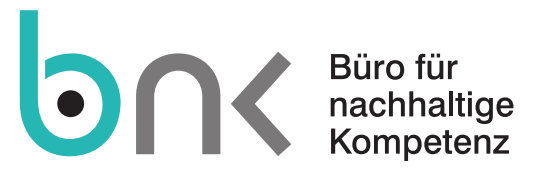 bnk
Büro für
nachhaltige
Kompetenz